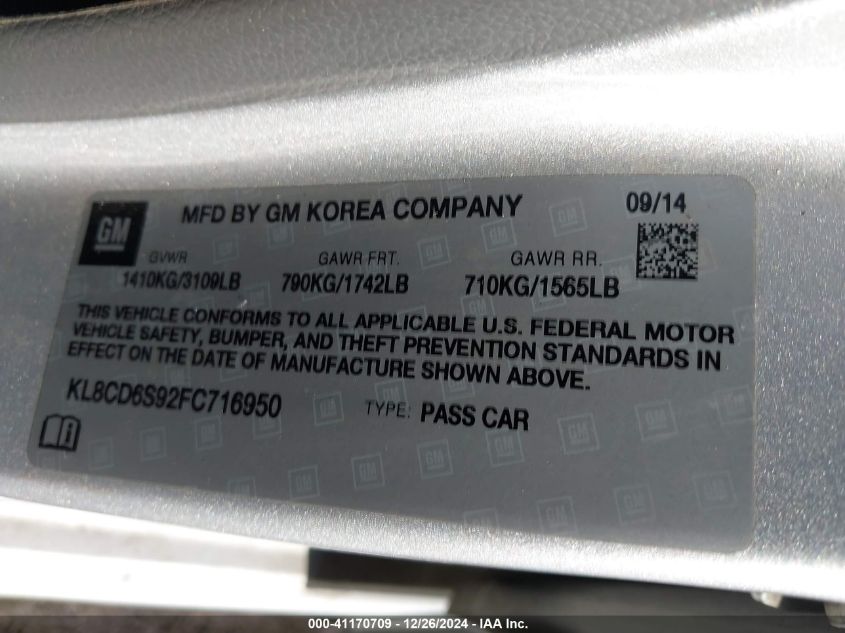 GM
MFD BY GM KOREA COMPANY
09/14
GVWR
GAWR FRT.
GAWR RR.
1410KG/3109LB
790KG/1742LB
710KG/1565LB
THIS VEHICLE CONFORMS TO ALL APPLICABLE U.S. FEDERAL MOTOR
VEHICLE SAFETY, BUMPER, AND THEFT PREVENTION STANDARDS IN
EFFECT ON THE DATE OF MANUFACTURE SHOWN ABOVE.
KL8CD6S92FC716950
TYPE: PASS CAR
000-41170709 - 12/26/2024 - IAA Inc.